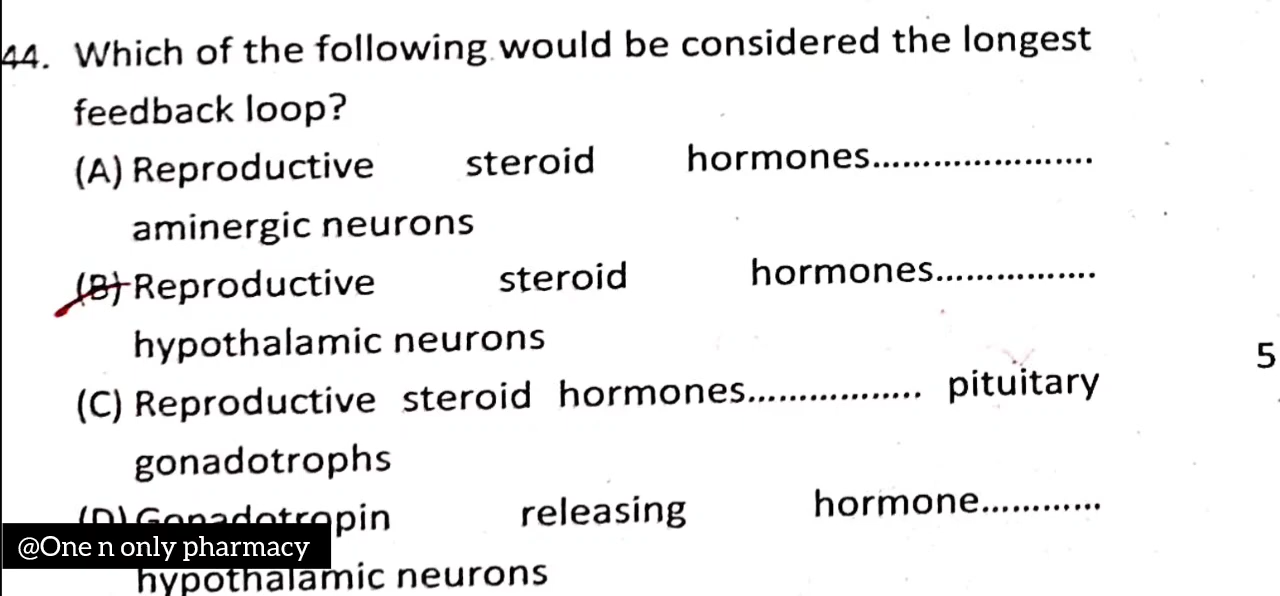 44. Which of the following would be considered the longest
feedback loop?
(A) Reproductive steroid hormones......................
aminergic neurons
(B) Reproductive steroid hormones................
hypothalamic neurons
5
(C) Reproductive steroid hormones................. pituitary
gonadotrophs
(D) Gonadotropin releasing hormone............
@One n only pharmacy
hypothalamic neurons